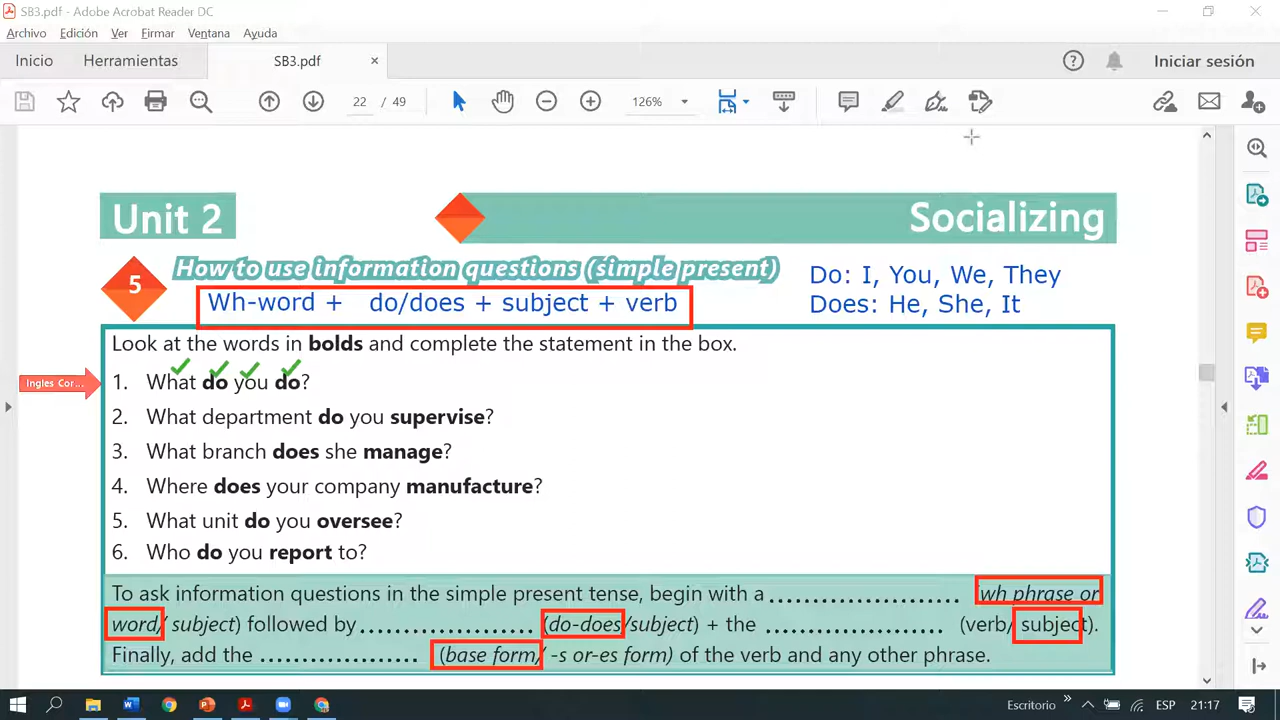 SB3.pdf - Adobe Acrobat Reader DC
Archivo Edición Ver Firmar Ventana Ayuda
Inicio Herramientas SB3.pdf × Iniciar sesión
22 / 49 126%
Unit 2 Socializing
5 How to use information questions (simple present)
Wh-word + do/does + subject + verb
Do: I, You, We, They
Does: He, She, It
Look at the words in bolds and complete the statement in the box.
Ingles Cor...
1. What do you do?
2. What department do you supervise?
3. What branch does she manage?
4. Where does your company manufacture?
5. What unit do you oversee?
6. Who do you report to?
To ask information questions in the simple present tense, begin with a ...................... (wh phrase or
word/ subject) followed by .................... (do-does/subject) + the .................... (verb/ subject).
Finally, add the .................. (base form/ -s or-es form) of the verb and any other phrase.
Escritorio » ESP 21:17